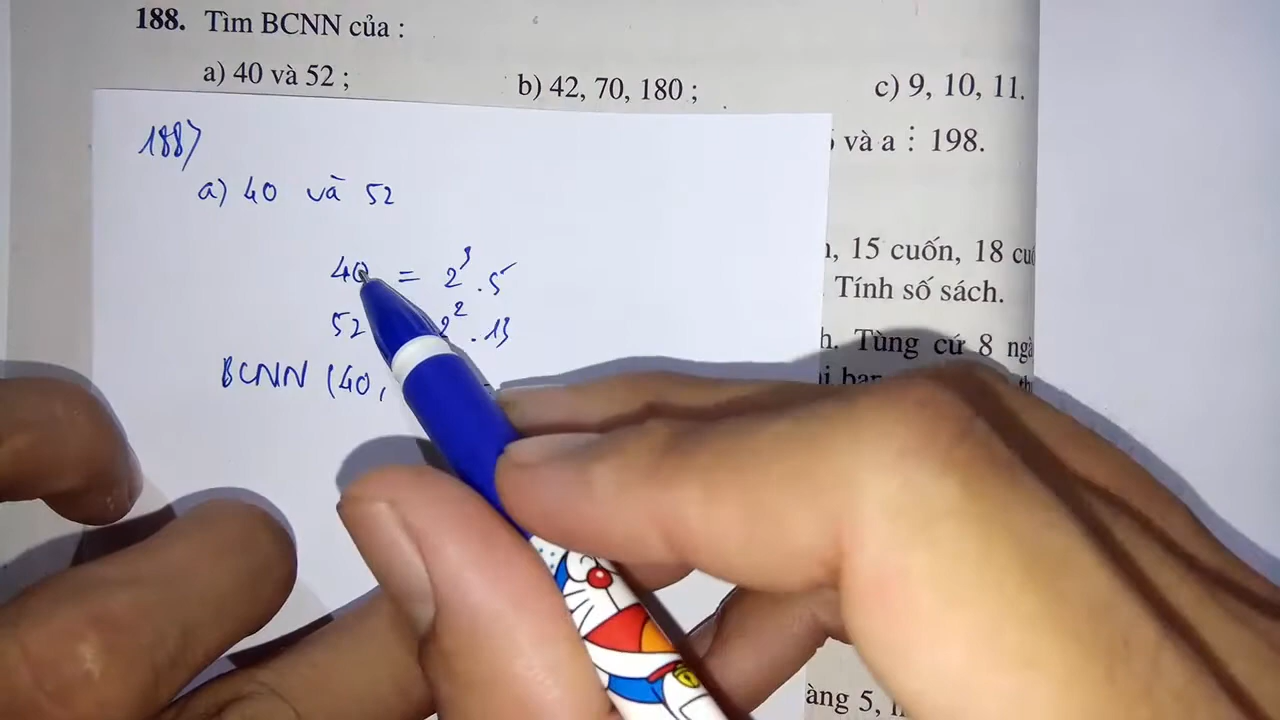 188. Tìm BCNN của :
a) 40 và 52 ; b) 42, 70, 180 ; c) 9, 10, 11.
và a ⋮ 198.
188)
a) 40 và 52
40 = 2³ . 5
52 2² . 13
BCNN (40,
15 cuốn, 18
Tính số sách.
Tùng cứ 8
àng 5,